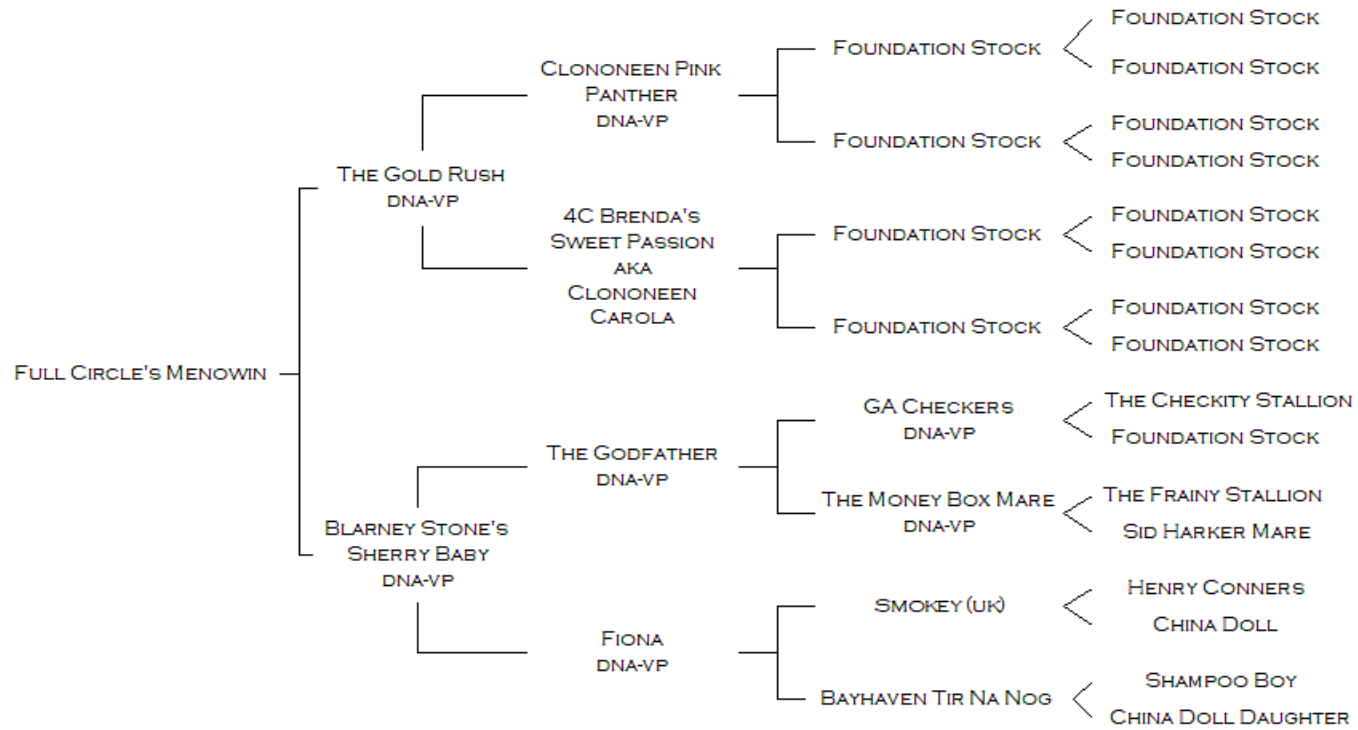 Full Circle's Menowin
The Gold Rush
DNA-VP
Blarney Stone's
Sherry Baby
DNA-VP
Clononeen Pink
Panther
DNA-VP
4C Brenda's
Sweet Passion
aka
Clononeen
Carola
The Godfather
DNA-VP
Fiona
DNA-VP
Foundation Stock
Foundation Stock
Foundation Stock
Foundation Stock
GA Checkers
DNA-VP
The Money Box Mare
DNA-VP
Smokey (UK)
Bayhaven Tir Na Nog
Foundation Stock
Foundation Stock
Foundation Stock
Foundation Stock
Foundation Stock
Foundation Stock
Foundation Stock
Foundation Stock
The Checkity Stallion
Foundation Stock
The Frainy Stallion
Sid Harker Mare
Henry Conners
China Doll
Shampoo Boy
China Doll Daughter